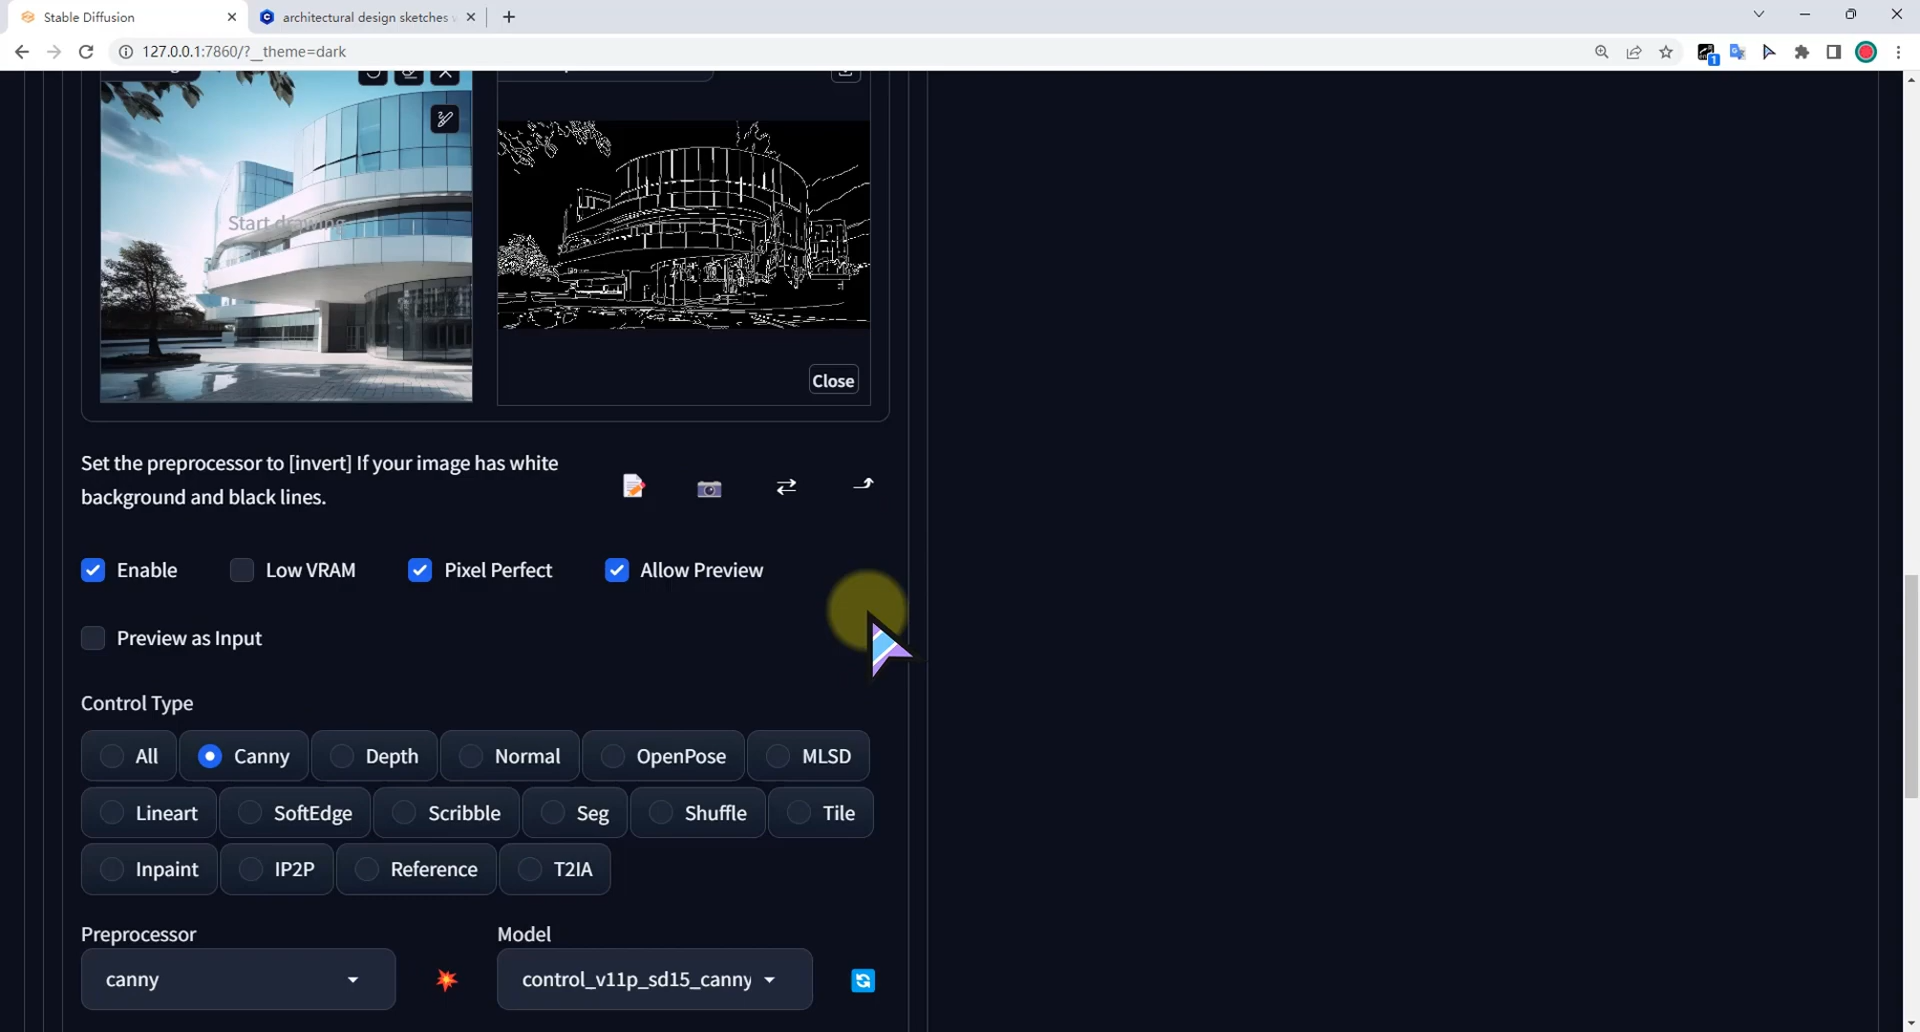 Stable Diffusion
architectural design sketches
127.0.0.1:7860/?__theme=dark
1
Start drawing
Close
Set the preprocessor to [invert] If your image has white
background and black lines.
Enable Low VRAM Pixel Perfect Allow Preview
Preview as Input
Control Type
All Canny Depth Normal OpenPose MLSD
Lineart SoftEdge Scribble Seg Shuffle Tile
Inpaint IP2P Reference T2IA
Preprocessor Model
canny control_v11p_sd15_canny